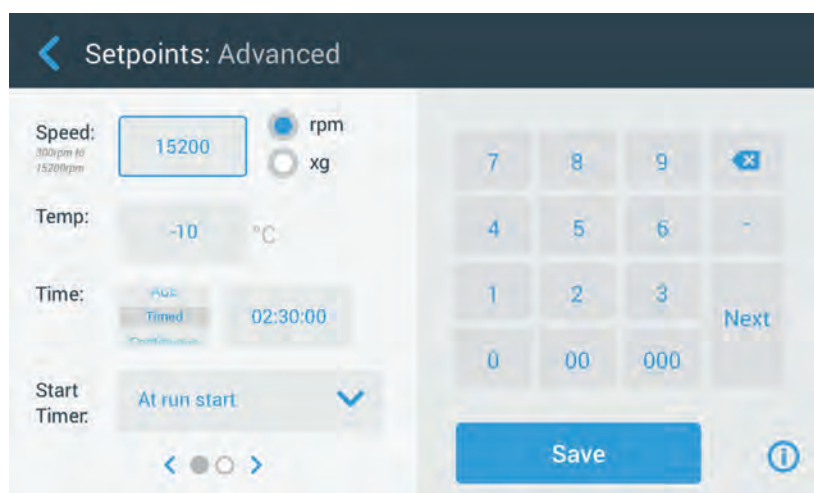 Setpoints: Advanced
Speed:
300rpm to
15200rpm
15200
rpm
xg
Temp:
-10
°C
Time:
Timed
02:30:00
Start
Timer:
At run start
7 8 9
4 5 6 -
1 2 3
Next
0 00 000
Save